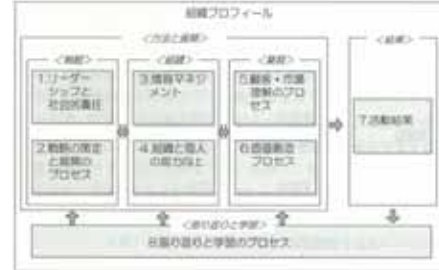 組織プロフィール
<方法と展開>
<結果>
<戦略>
<組織>
<業務>
1.リーダー
シップと
社会的責任
3.情報マネジ
メント
5.顧客・市場
理解のプロ
セス
7.活動結果
2.戦略の策定
と展開の
プロセス
4.組織と個人
の能力向上
6.価値創造
プロセス
<振り返りと学習>
8.振り返りと学習のプロセス